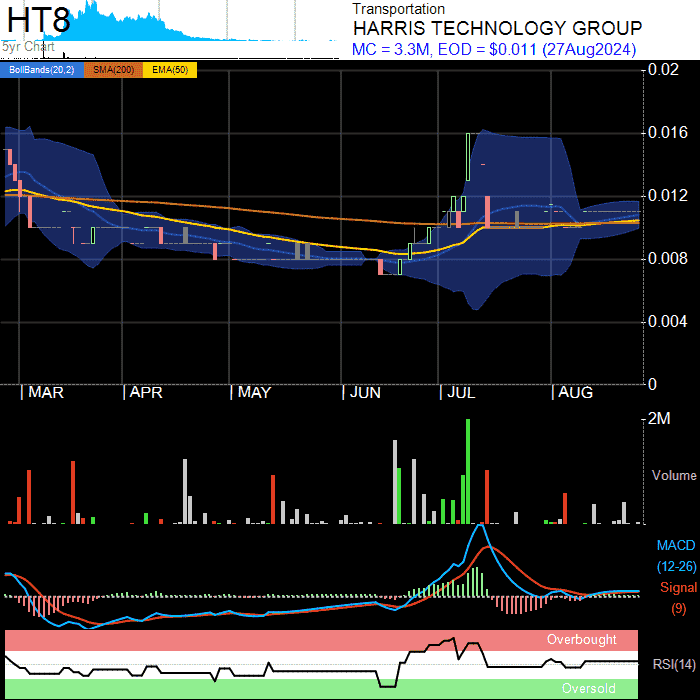 HT8
5yr Chart
Transportation
HARRIS TECHNOLOGY GROUP
MC = 3.3M, EOD = $0.011 (27Aug2024)
BollBands(20,2) SMA(200) EMA(50)
0.02
0.016
0.012
0.008
0.004
0
| MAR | APR | MAY | JUN | JUL | AUG
2M
Volume
MACD
(12-26)
Signal
(9)
Overbought
RSI(14)
Oversold